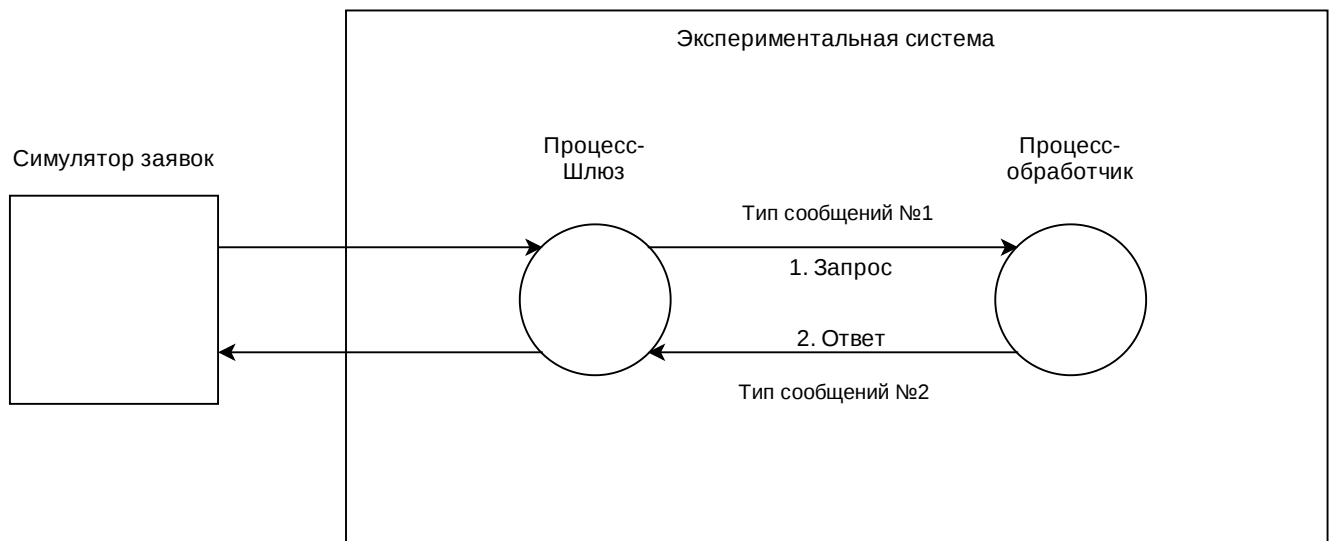 Экспериментальная система
Симулятор заявок
Процесс-
Шлюз
Процесс-
обработчик
Тип сообщений №1
1. Запрос
2. Ответ
Тип сообщений №2